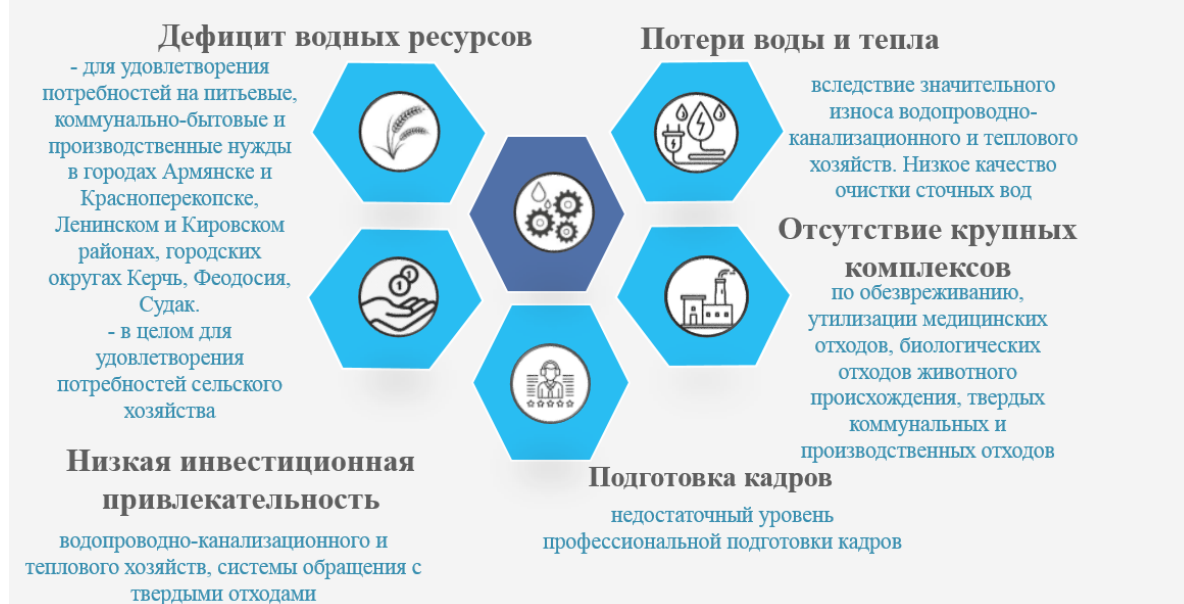 Дефицит водных ресурсов
- для удовлетворения
потребностей на питьевые,
коммунально-бытовые и
производственные нужды
в городах Армянске и
Красноперекопске,
Ленинском и Кировском
районах, городских
округах Керчь, Феодосия,
Судак.
- в целом для
удовлетворения
потребностей сельского
хозяйства
Низкая инвестиционная
привлекательность
водопроводно-канализационного и
теплового хозяйств, системы обращения с
твердыми отходами
Потери воды и тепла
вследствие значительного
износа водопроводно-
канализационного и теплового
хозяйств. Низкое качество
очистки сточных вод
Отсутствие крупных
комплексов
по обезвреживанию,
утилизации медицинских
отходов, биологических
отходов животного
происхождения, твердых
коммунальных и
производственных отходов
Подготовка кадров
недостаточный уровень
профессиональной подготовки кадров